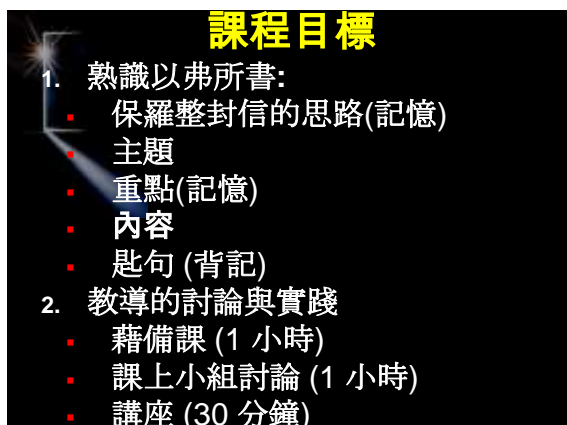 課程目標
1. 熟識以弗所書:
▪ 保羅整封信的思路(記憶)
▪ 主題
▪ 重點(記憶)
▪ 內容
▪ 匙句 (背記)
2. 教導的討論與實踐
▪ 藉備課 (1 小時)
▪ 課上小組討論 (1 小時)
▪ 講座 (30 分鐘)